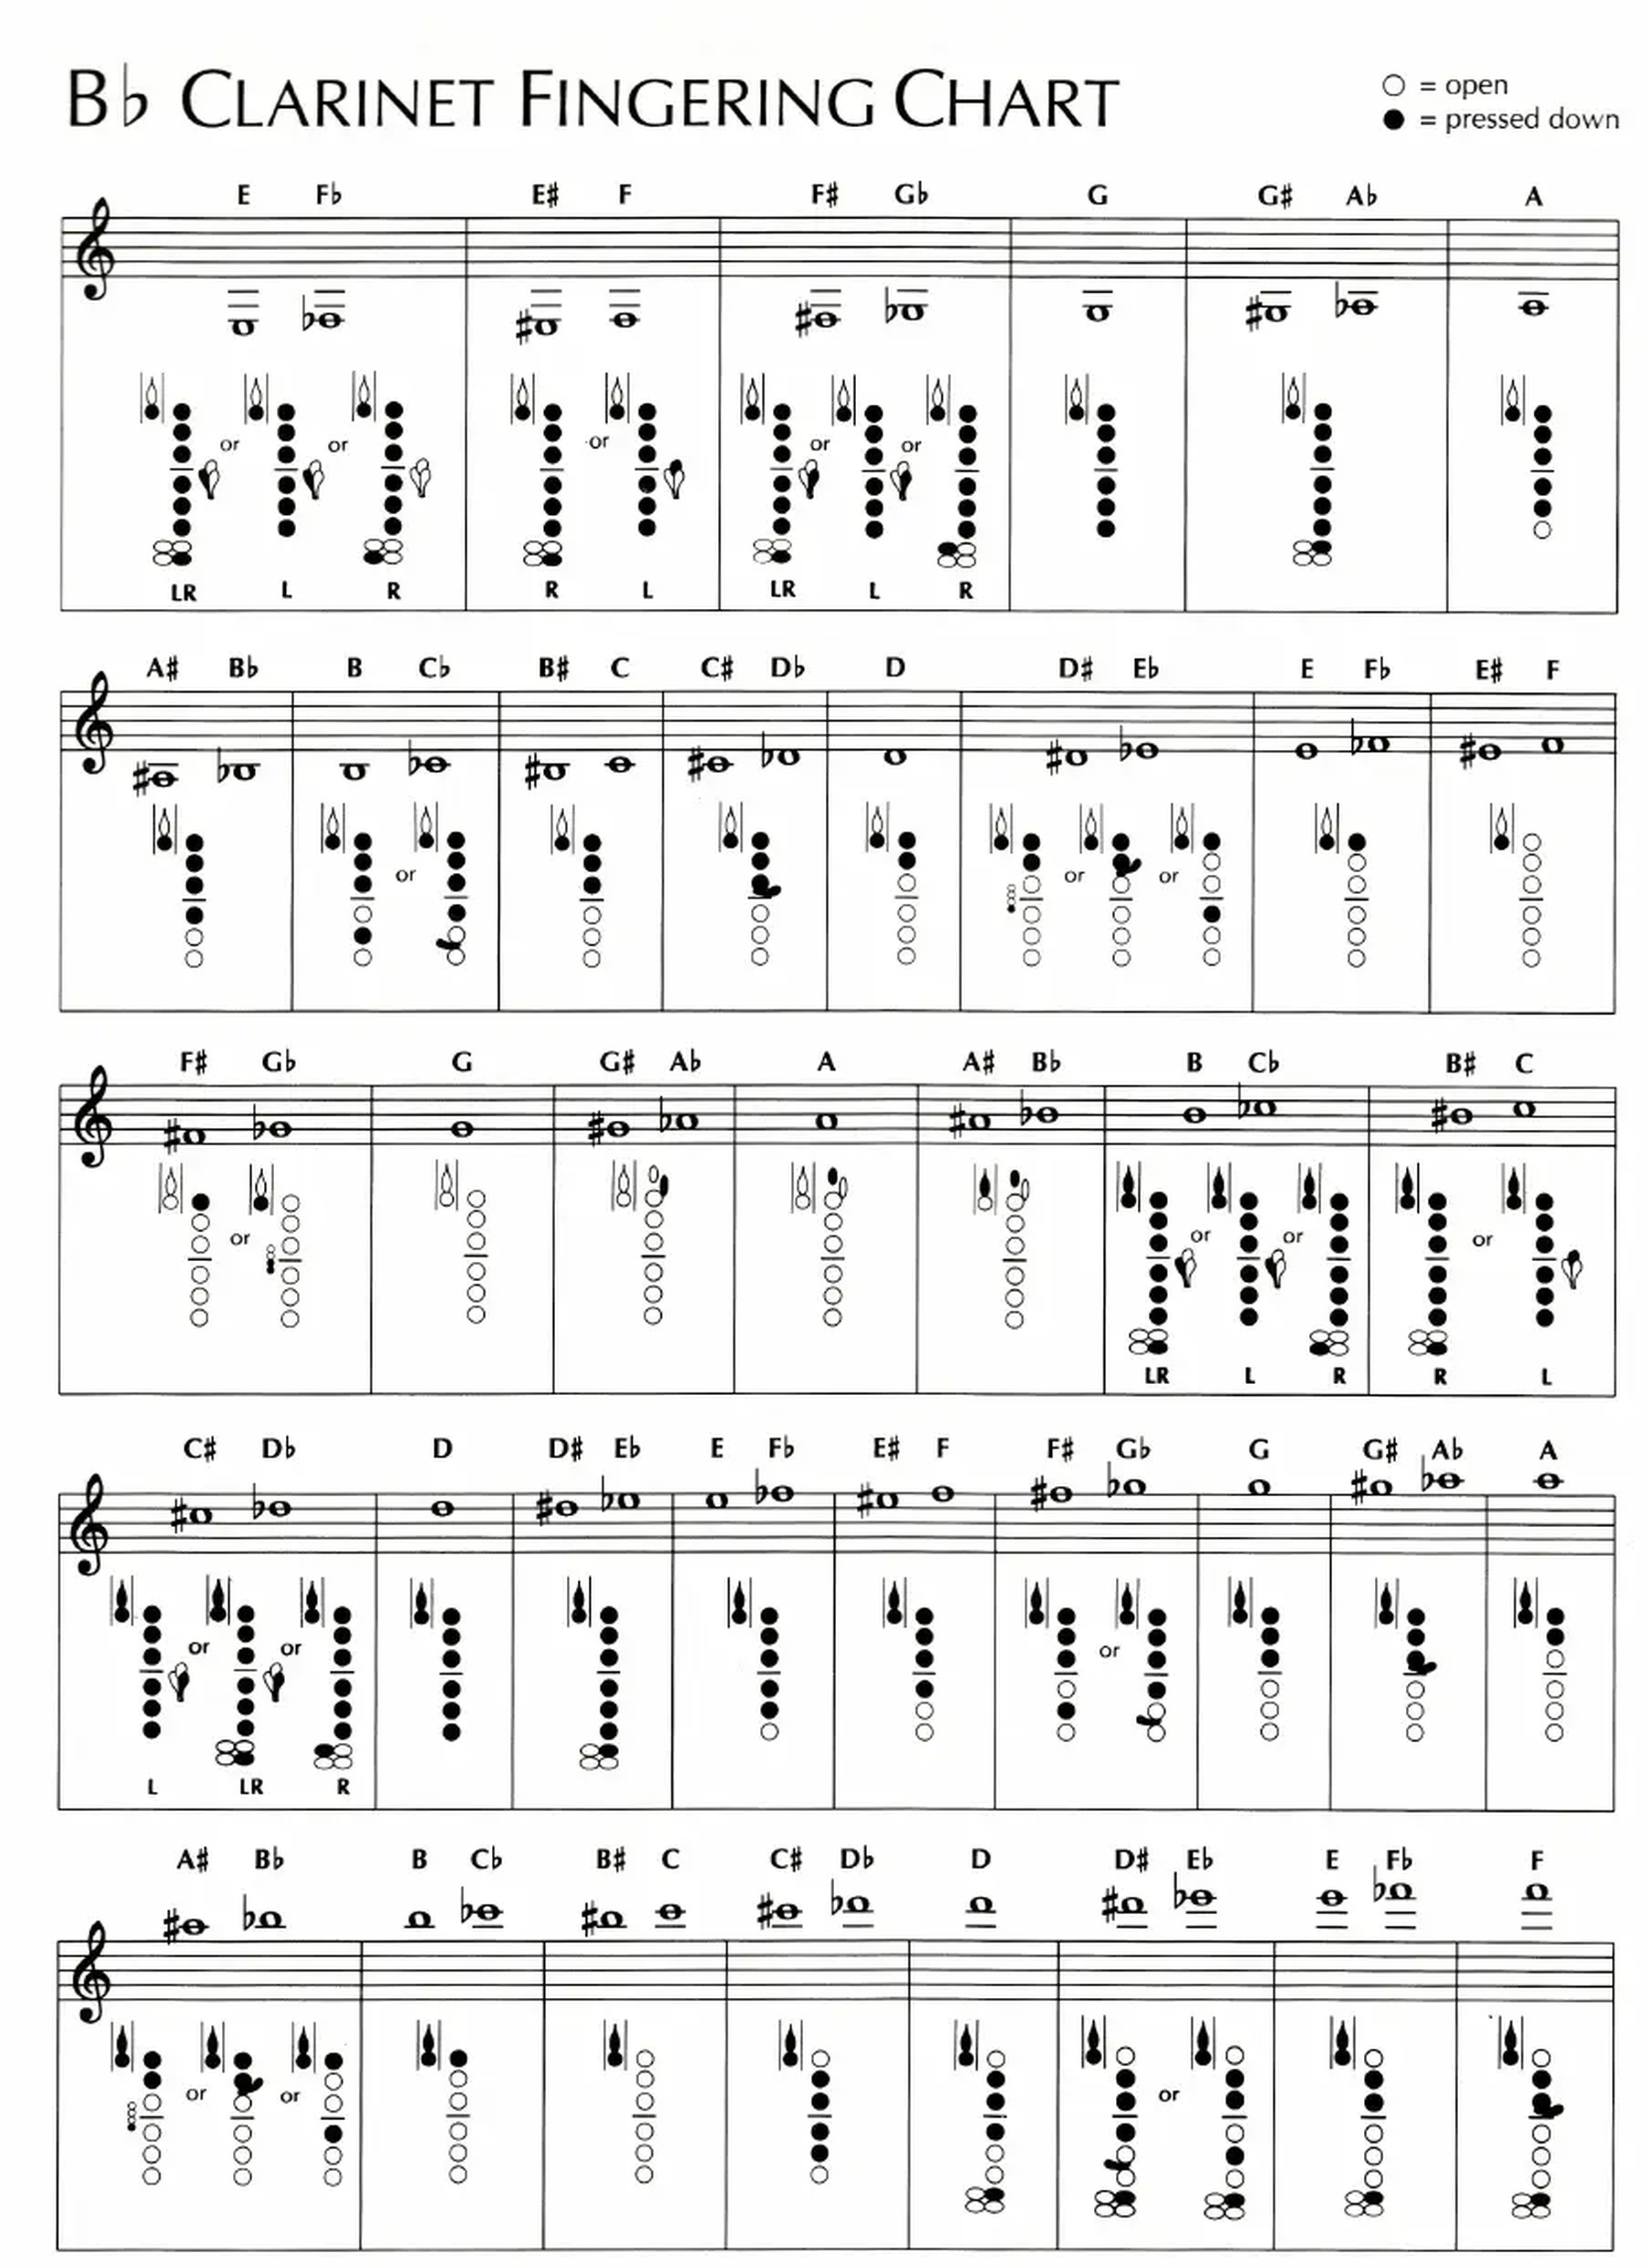 B♭ CLARINET FINGERING CHART
○ = open
● = pressed down
E F♭ E♯ F F♯ G♭ G G♯ A♭ A
or or or or or
LR L R R L LR L R
A♯ B♭ B C♭ B♯ C C♯ D♭ D D♯ E♭ E F♭ E♯ F
or or or
F♯ G♭ G G♯ A♭ A A♯ B♭ B C♭ B♯ C
or or or or
LR L R R L
C♯ D♭ D D♯ E♭ E F♭ E♯ F F♯ G♭ G G♯ A♭ A
or or or
L LR R
A♯ B♭ B C♭ B♯ C C♯ D♭ D D♯ E♭ E F♭ F
or or or